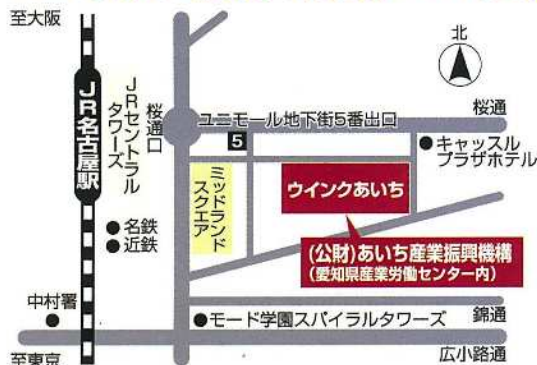 至大阪
北
JR名古屋駅
JRセントラル
タワーズ
桜通口
ユニモール地下街5番出口
桜通
5
キャッスル
プラザホテル
ミッドランド
スクエア
ウインクあいち
名鉄
近鉄
(公財)あいち産業振興機構
(愛知県産業労働センター内)
中村署
モード学園スパイラルタワーズ
錦通
至東京
広小路通